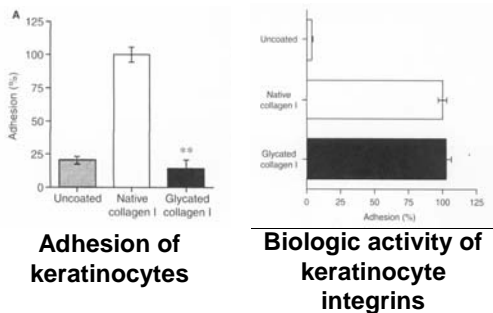 A
125
100
75
50
25
0
Adhesion (%)
Uncoated
Native
collagen I
Glycated
collagen I
**
Adhesion of
keratinocytes
Uncoated
Native
collagen I
Glycated
collagen I
0
25
50
75
100
125
Adhesion (%)
Biologic activity of
keratinocyte
integrins